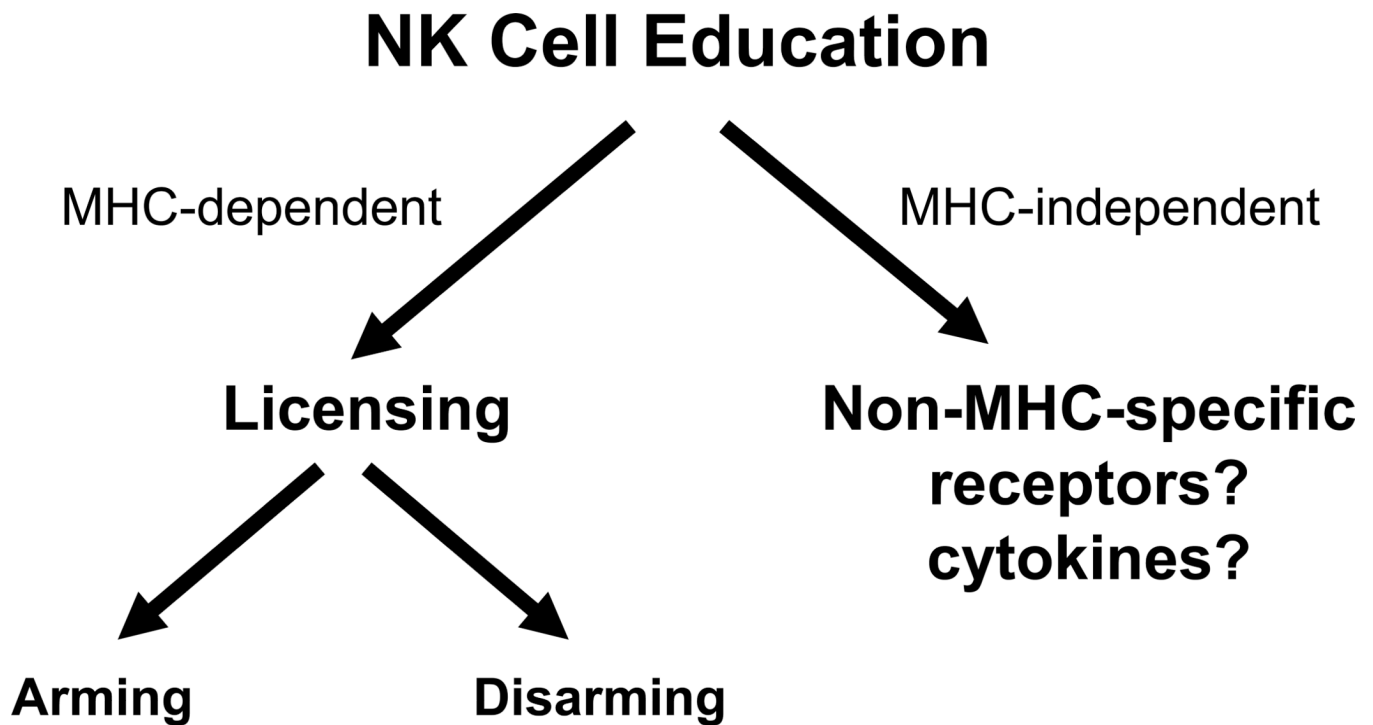 NK Cell Education
MHC-dependent
MHC-independent
Licensing
Non-MHC-specific
receptors?
cytokines?
Arming
Disarming